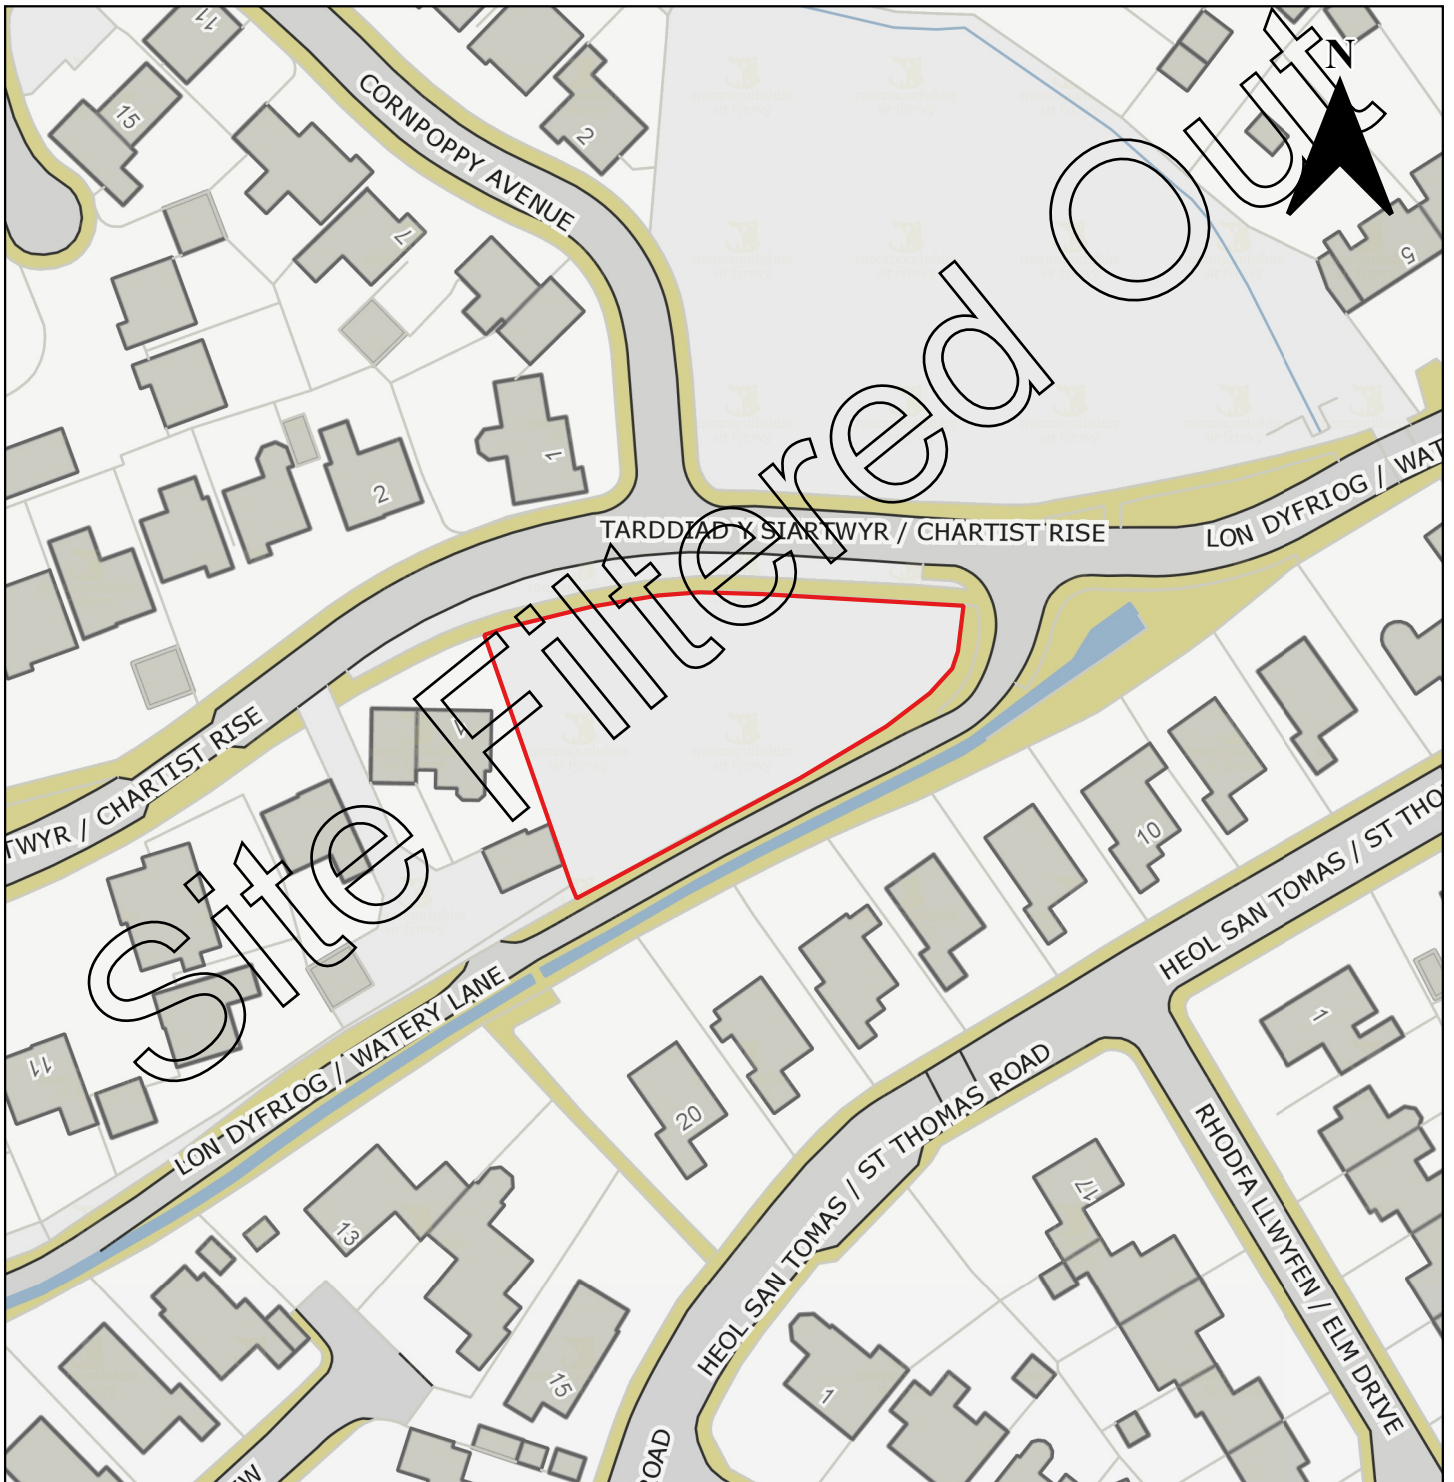 11
15
CORNPOPPY AVENUE
2
N
7
5
1
2
TARDDIAD Y SIARTWYR / CHARTIST RISE
LON DYFRIOG / WAT
Site Filtered Out
4
TWYR / CHARTIST RISE
10
HEOL SAN TOMAS / ST THO
LON DYFRIOG / WATERY LANE
11
1
20
HEOL SAN TOMAS / ST THOMAS ROAD
RHODFA LLWYFEN / ELM DRIVE
17
13
15
1
OAD
W